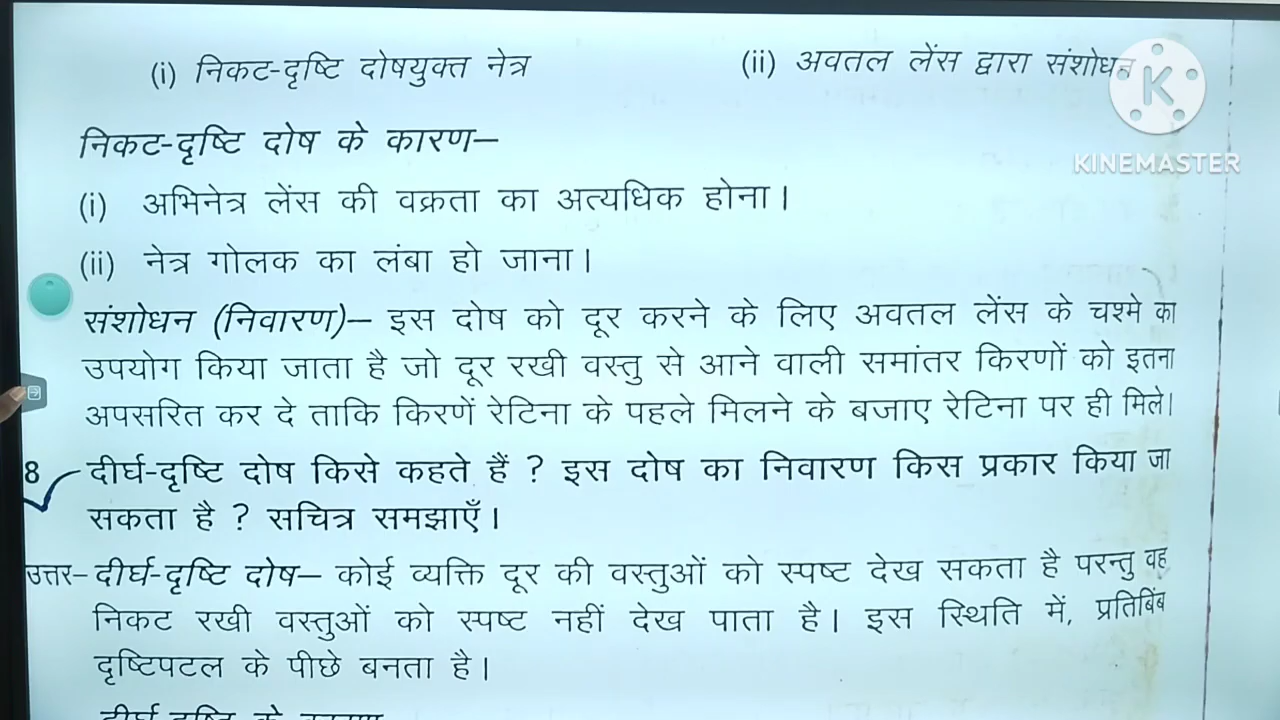 (i) निकट-दृष्टि दोषयुक्त नेत्र (ii) अवतल लेंस द्वारा संशोधन
KINEMASTER
निकट-दृष्टि दोष के कारण–
(i) अभिनेत्र लेंस की वक्रता का अत्यधिक होना।
(ii) नेत्र गोलक का लंबा हो जाना।
संशोधन (निवारण)– इस दोष को दूर करने के लिए अवतल लेंस के चश्मे का
उपयोग किया जाता है जो दूर रखी वस्तु से आने वाली समांतर किरणों को इतना
अपसरित कर दे ताकि किरणें रेटिना के पहले मिलने के बजाए रेटिना पर ही मिले।
8 दीर्घ-दृष्टि दोष किसे कहते हैं ? इस दोष का निवारण किस प्रकार किया जा
सकता है ? सचित्र समझाएँ।
उत्तर– दीर्घ-दृष्टि दोष– कोई व्यक्ति दूर की वस्तुओं को स्पष्ट देख सकता है परन्तु वह
निकट रखी वस्तुओं को स्पष्ट नहीं देख पाता है। इस स्थिति में, प्रतिबिंब
दृष्टिपटल के पीछे बनता है।